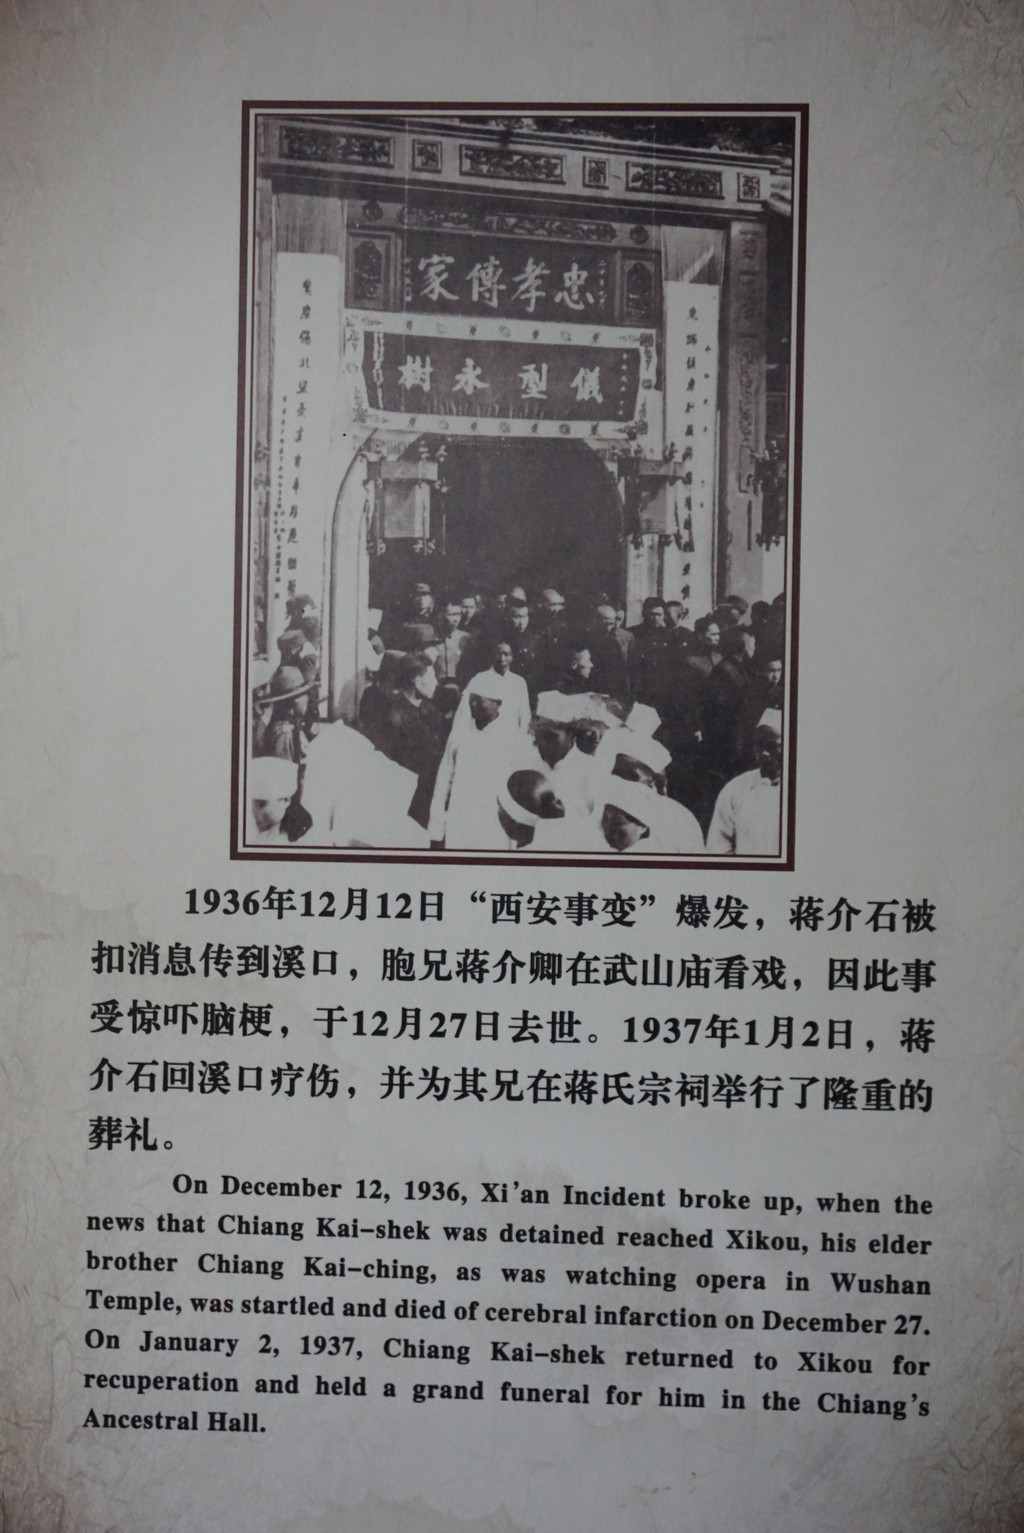 忠孝傳家
儀型永樹
1936年12月12日“西安事变”爆发，蒋介石被
扣消息传到溪口，胞兄蒋介卿在武山庙看戏，因此事
受惊吓脑梗，于12月27日去世。1937年1月2日，蒋
介石回溪口疗伤，并为其兄在蒋氏宗祠举行了隆重的
葬礼。
On December 12, 1936, Xi’an Incident broke up, when the
news that Chiang Kai-shek was detained reached Xikou, his elder
brother Chiang Kai-ching, as was watching opera in Wushan
Temple, was startled and died of cerebral infarction on December 27.
On January 2, 1937, Chiang Kai-shek returned to Xikou for
recuperation and held a grand funeral for him in the Chiang’s
Ancestral Hall.